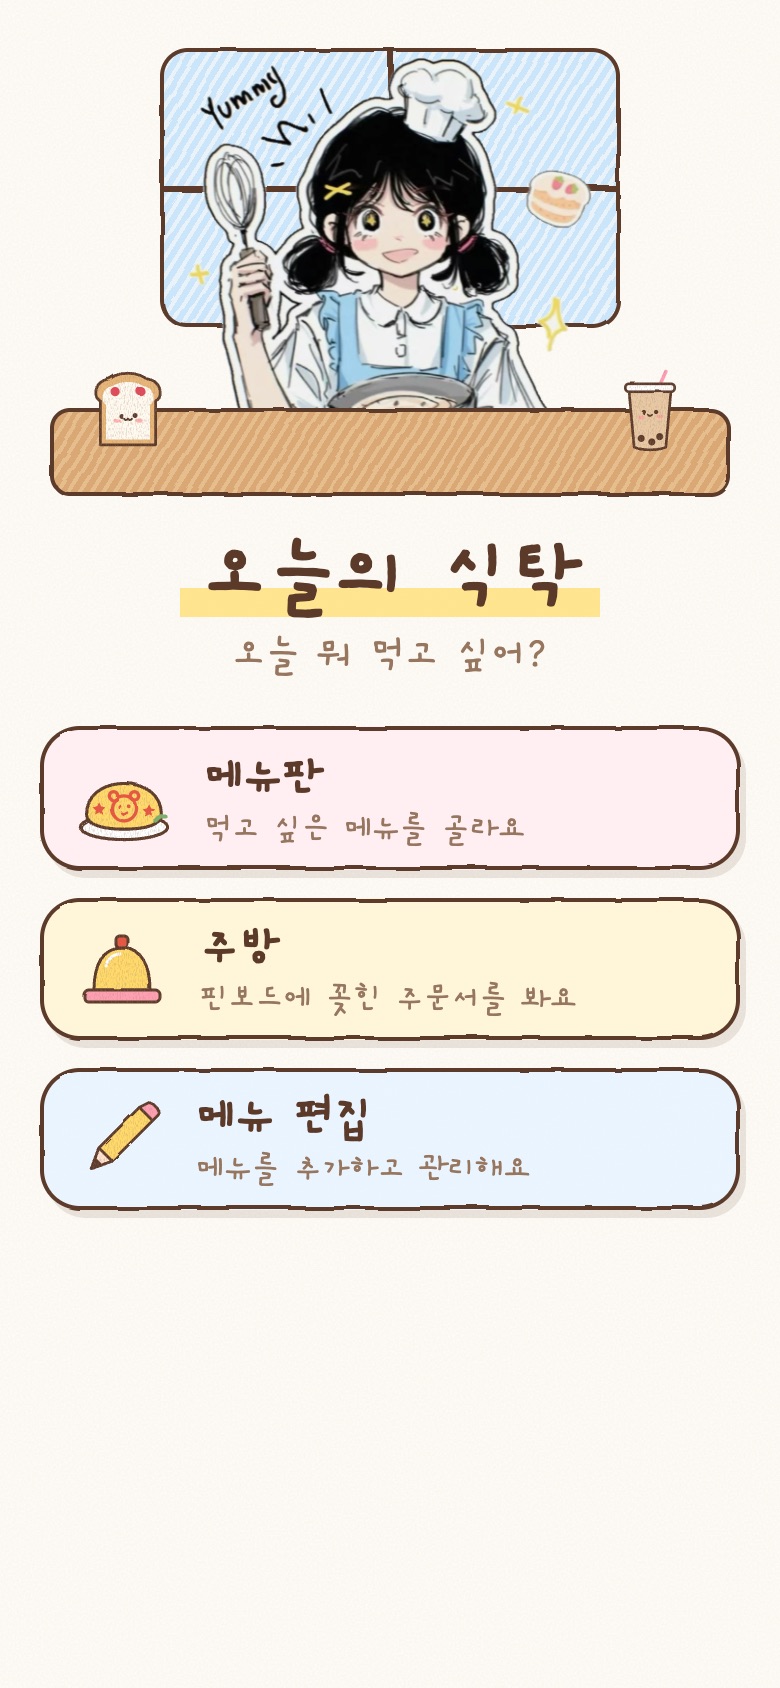 Yummy
오늘의 식탁
오늘 뭐 먹고 싶어?
메뉴판
먹고 싶은 메뉴를 골라요
주방
핀보드에 꽂힌 주문서를 봐요
메뉴 편집
메뉴를 추가하고 관리해요